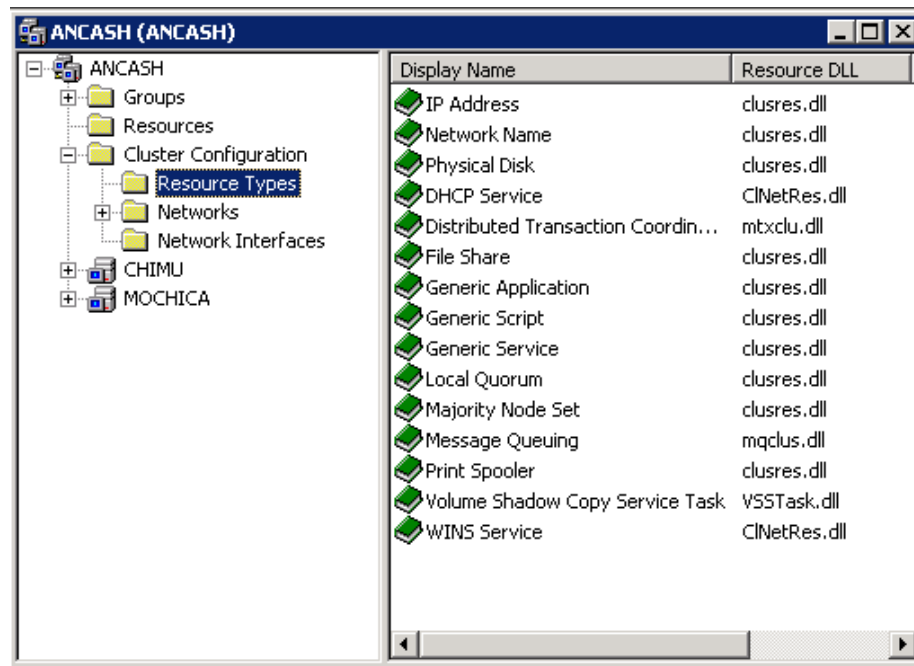 ANCASH (ANCASH)
ANCASH
Groups
Resources
Cluster Configuration
Resource Types
Networks
Network Interfaces
CHIMU
MOCHICA
Display Name Resource DLL
IP Address clusres.dll
Network Name clusres.dll
Physical Disk clusres.dll
DHCP Service ClNetRes.dll
Distributed Transaction Coordin... mtxclu.dll
File Share clusres.dll
Generic Application clusres.dll
Generic Script clusres.dll
Generic Service clusres.dll
Local Quorum clusres.dll
Majority Node Set clusres.dll
Message Queuing mqclus.dll
Print Spooler clusres.dll
Volume Shadow Copy Service Task VSSTask.dll
WINS Service ClNetRes.dll